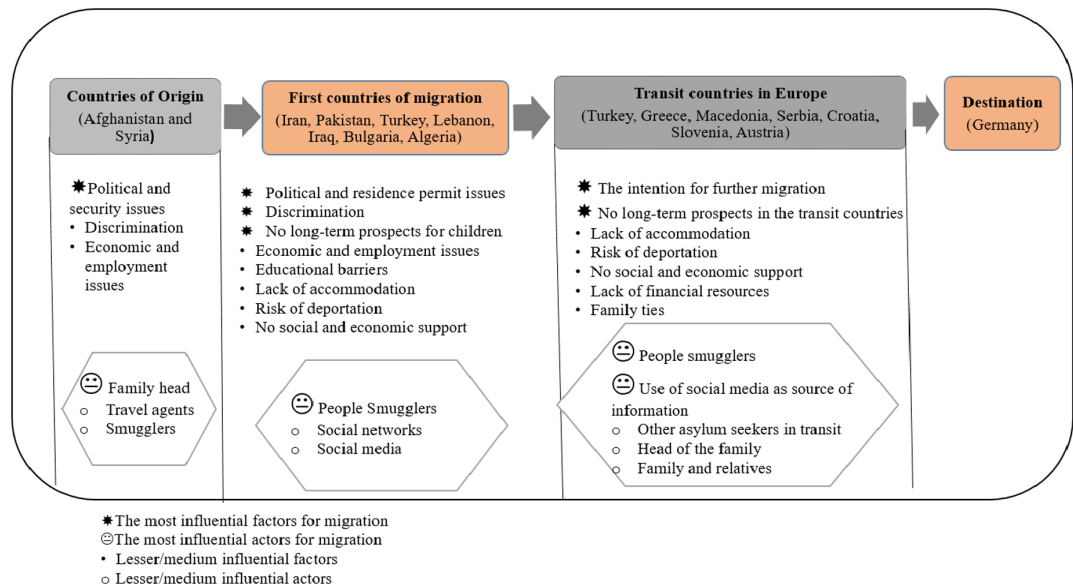 Countries of Origin
(Afghanistan and
Syria)
First countries of migration
(Iran, Pakistan, Turkey, Lebanon,
Iraq, Bulgaria, Algeria)
Transit countries in Europe
(Turkey, Greece, Macedonia, Serbia, Croatia,
Slovenia, Austria)
Destination
(Germany)
✷Political and
security issues
• Discrimination
• Economic and
employment
issues
✷ Political and residence permit issues
✷ Discrimination
✷ No long-term prospects for children
• Economic and employment issues
• Educational barriers
• Lack of accommodation
• Risk of deportation
• No social and economic support
✷ The intention for further migration
✷ No long-term prospects in the transit countries
• Lack of accommodation
• Risk of deportation
• No social and economic support
• Lack of financial resources
• Family ties
😐 Family head
o Travel agents
o Smugglers
😐 People Smugglers
o Social networks
o Social media
😐 People smugglers
😐 Use of social media as source of
information
o Other asylum seekers in transit
o Head of the family
o Family and relatives
✷The most influential factors for migration
😐The most influential actors for migration
• Lesser/medium influential factors
o Lesser/medium influential actors